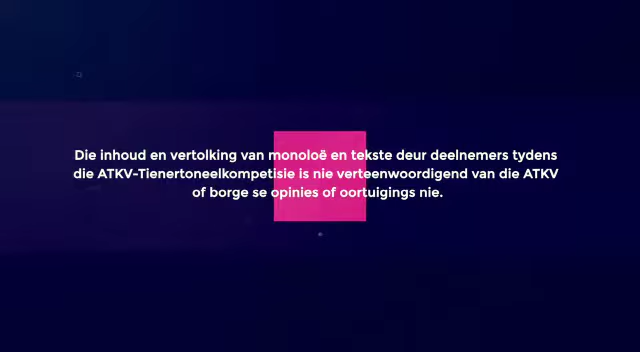 Die inhoud en vertolking van monoloë en tekste deur deelnemers tydens
die ATKV-Tienertoneelkompetisie is nie verteenwoordigend van die ATKV
of borge se opinies of oortuigings nie.